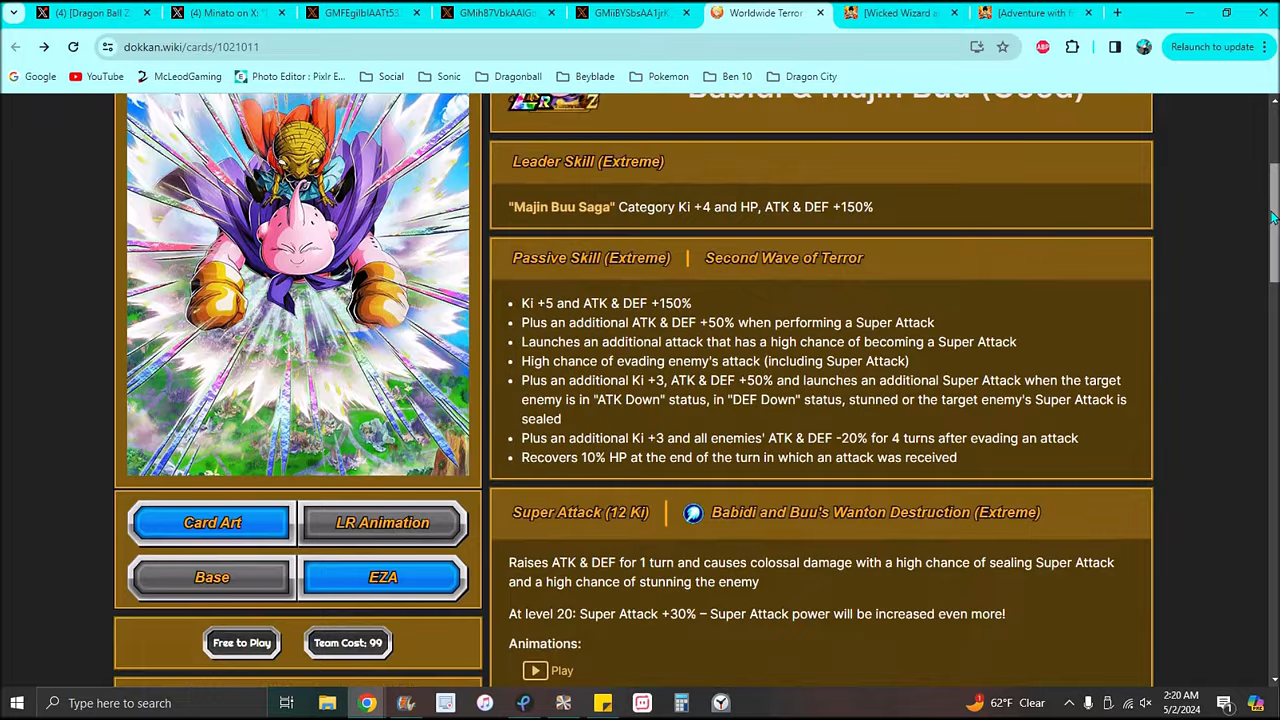 (4) [Dragon Ball Z
(4) Minato on X: "
GMFEgilbIAATt53
GMih87VbkAAIGo
GMiiBYSbsAA1jrK
Worldwide Terror
[Wicked Wizard a
[Adventure with f
dokkan.wiki/cards/1021011
ABP
Relaunch to update
Google
YouTube
McLeodGaming
Photo Editor : Pixlr E...
Social
Sonic
Dragonball
Beyblade
Pokemon
Ben 10
Dragon City
Babidi & Majin Buu (Good)
Leader Skill (Extreme)
"Majin Buu Saga" Category Ki +4 and HP, ATK & DEF +150%
Passive Skill (Extreme) | Second Wave of Terror
• Ki +5 and ATK & DEF +150%
• Plus an additional ATK & DEF +50% when performing a Super Attack
• Launches an additional attack that has a high chance of becoming a Super Attack
• High chance of evading enemy's attack (including Super Attack)
• Plus an additional Ki +3, ATK & DEF +50% and launches an additional Super Attack when the target
enemy is in "ATK Down" status, in "DEF Down" status, stunned or the target enemy's Super Attack is
sealed
• Plus an additional Ki +3 and all enemies' ATK & DEF -20% for 4 turns after evading an attack
• Recovers 10% HP at the end of the turn in which an attack was received
Super Attack (12 Ki) | Babidi and Buu's Wanton Destruction (Extreme)
Raises ATK & DEF for 1 turn and causes colossal damage with a high chance of sealing Super Attack
and a high chance of stunning the enemy
At level 20: Super Attack +30% – Super Attack power will be increased even more!
Animations:
Play
Card Art
LR Animation
Base
EZA
Free to Play
Team Cost: 99
Type here to search
62°F Clear
2:20 AM
5/2/2024